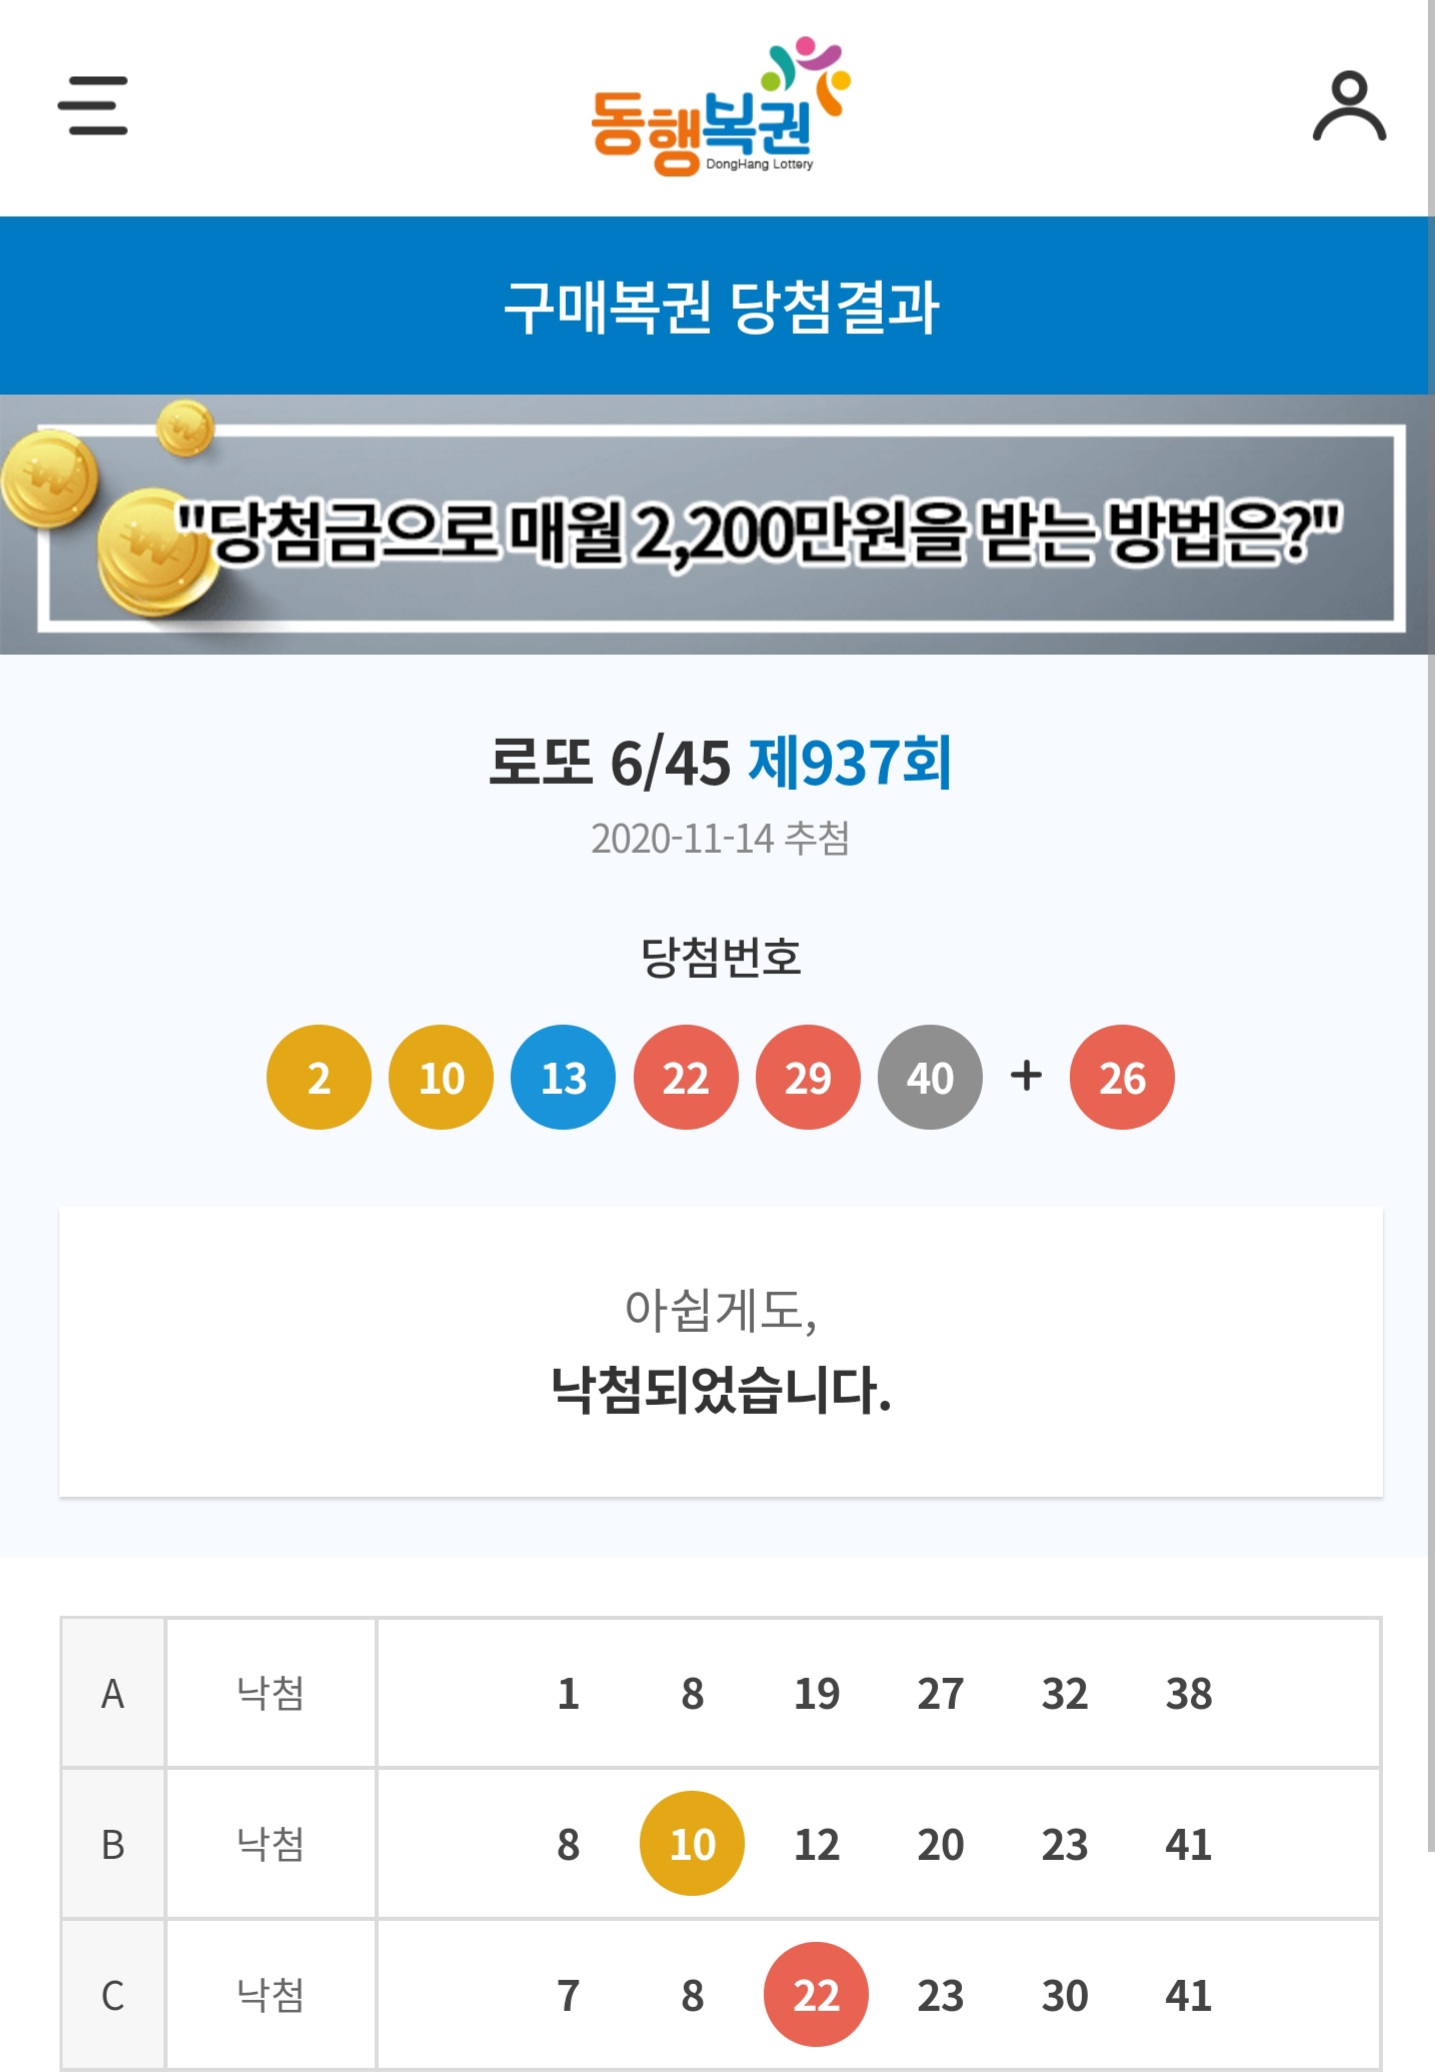 동행복권
DongHang Lottery
구매복권 당첨결과
"당첨금으로 매월 2,200만원을 받는 방법은?"
로또 6/45 제937회
2020-11-14 추첨
당첨번호
2 10 13 22 29 40 + 26
아쉽게도,
낙첨되었습니다.
A 낙첨 1 8 19 27 32 38
B 낙첨 8 10 12 20 23 41
C 낙첨 7 8 22 23 30 41